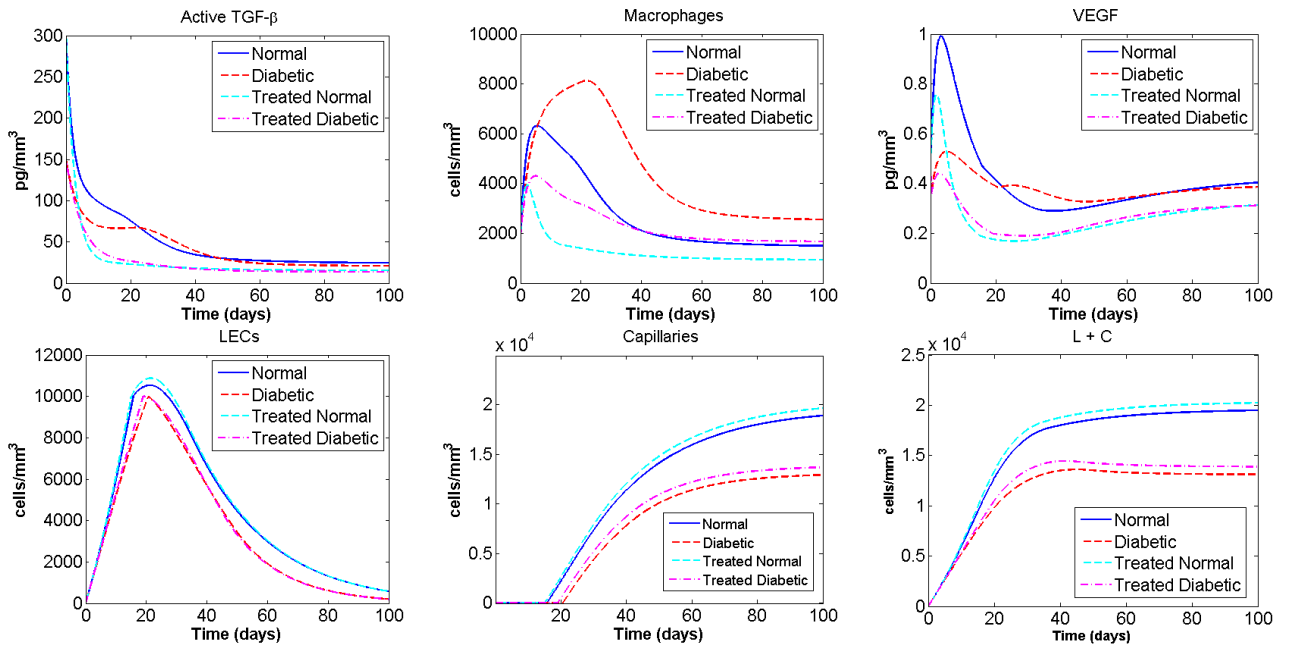 Active TGF-β
300
250
200
150
100
50
0
pg/mm³
0 20 40 60 80 100
Time (days)
Normal
Diabetic
Treated Normal
Treated Diabetic
Macrophages
10000
8000
6000
4000
2000
0
cells/mm³
0 20 40 60 80 100
Time (days)
Normal
Diabetic
Treated Normal
Treated Diabetic
VEGF
1
0.8
0.6
0.4
0.2
0
pg/mm³
0 20 40 60 80 100
Time (days)
Normal
Diabetic
Treated Normal
Treated Diabetic
LECs
12000
10000
8000
6000
4000
2000
0
cells/mm³
0 20 40 60 80 100
Time (days)
Normal
Diabetic
Treated Normal
Treated Diabetic
Capillaries
x 10⁴
2
1.5
1
0.5
0
cells/mm³
0 20 40 60 80 100
Time (days)
Normal
Diabetic
Treated Normal
Treated Diabetic
L + C
x 10⁴
2.5
2
1.5
1
0.5
0
cells/mm³
0 20 40 60 80 100
Time (days)
Normal
Diabetic
Treated Normal
Treated Diabetic